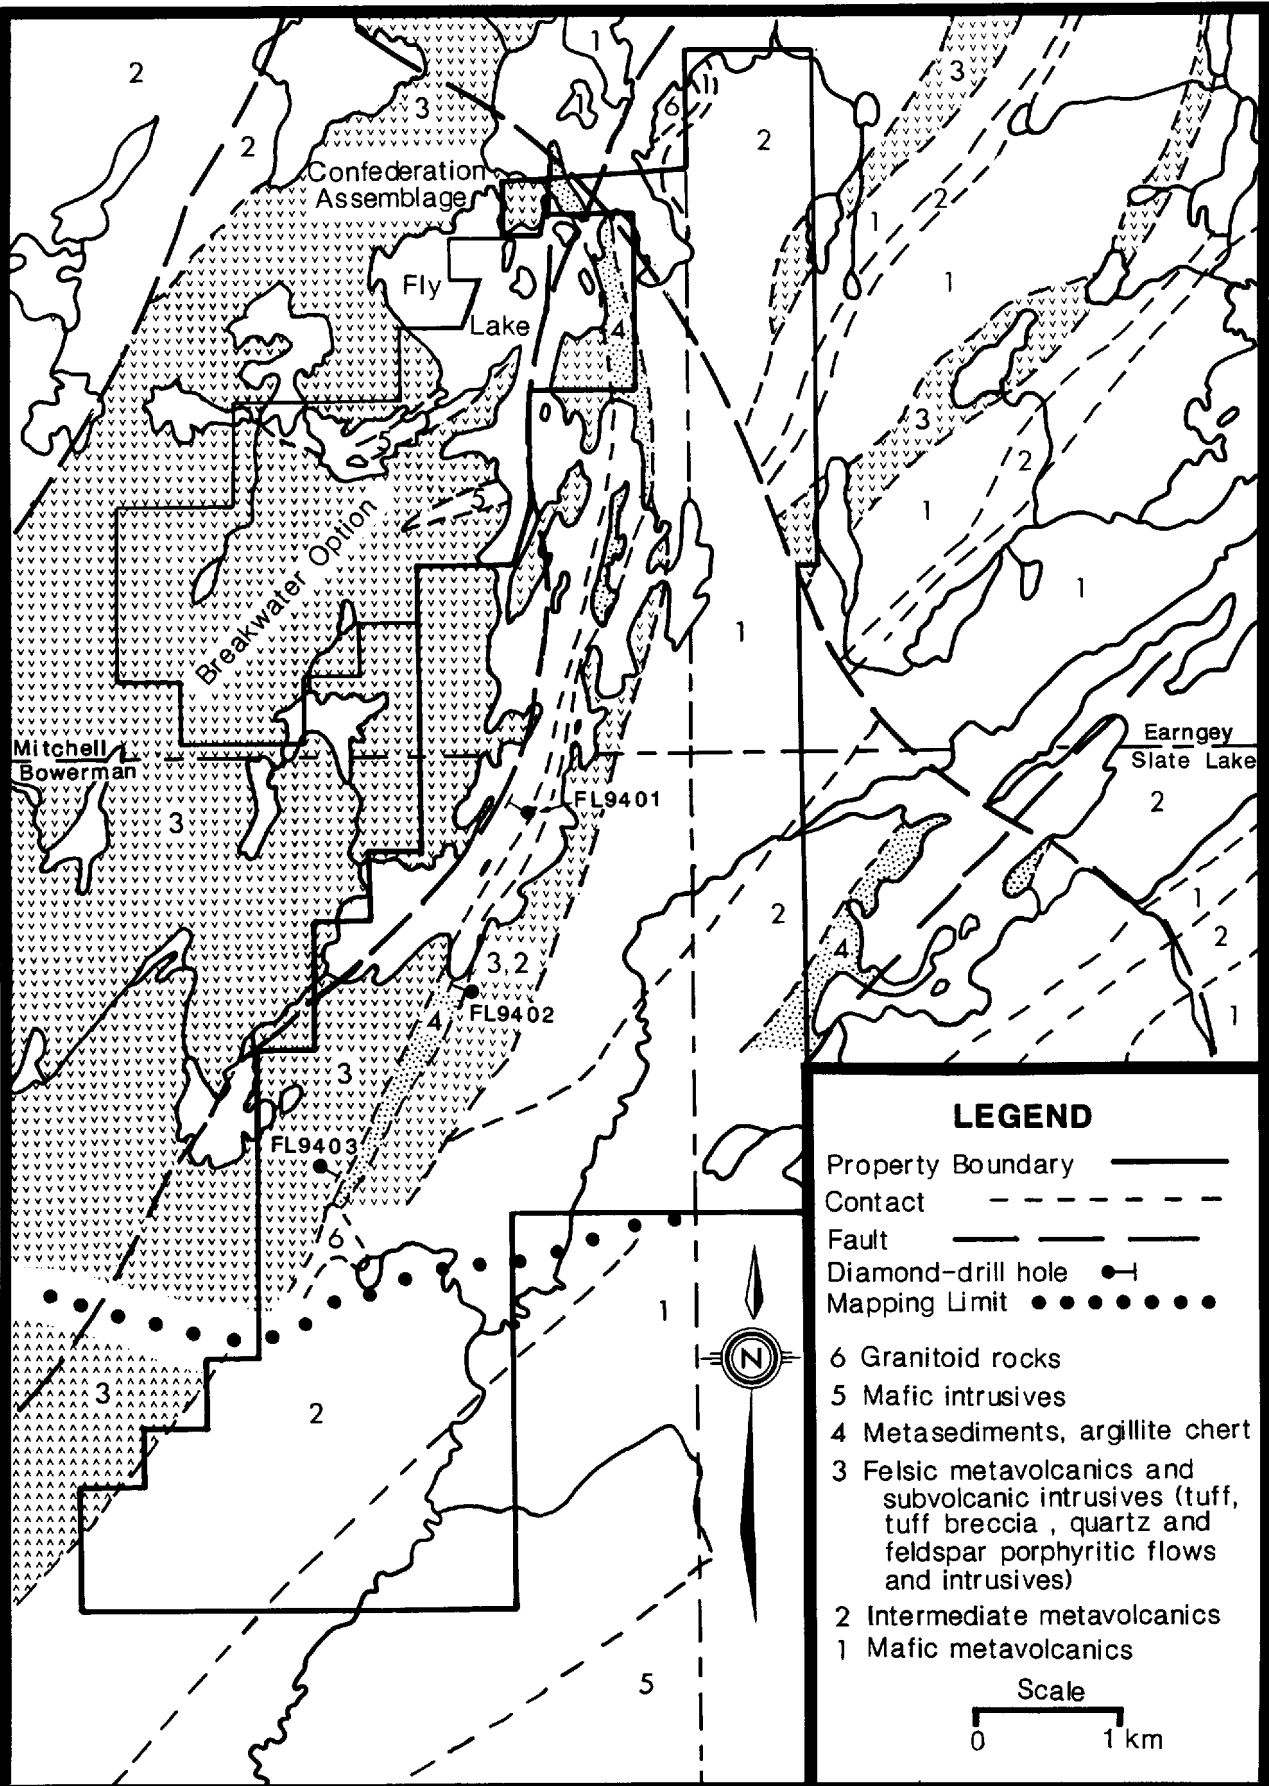 1
2
3
3
6
1
2
2
Confederation
Assemblage
2
1
1
Fly
Lake
4
3
5
2
5
1
Breakwater Option
1
1
Mitchell
Bowerman
Earngey
Slate Lake
3
FL9401
2
1
2
2
4
3,2
FL9402
4
1
3
FL9403
6
1
3
2
5
LEGEND
Property Boundary
Contact
Fault
Diamond-drill hole
Mapping Limit
N
6 Granitoid rocks
5 Mafic intrusives
4 Metasediments, argillite chert
3 Felsic metavolcanics and
subvolcanic intrusives (tuff,
tuff breccia , quartz and
feldspar porphyritic flows
and intrusives)
2 Intermediate metavolcanics
1 Mafic metavolcanics
Scale
0 1 km